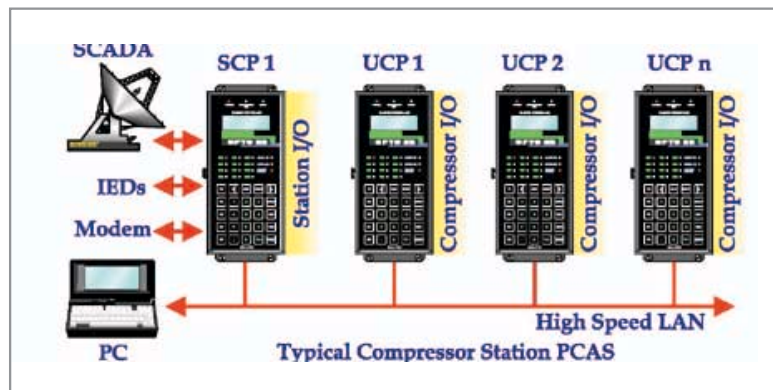 SCADA
SCP 1
UCP 1
UCP 2
UCP n
Station I/O
Compressor I/O
Compressor I/O
Compressor I/O
IEDs
Modem
High Speed LAN
PC
Typical Compressor Station PCAS